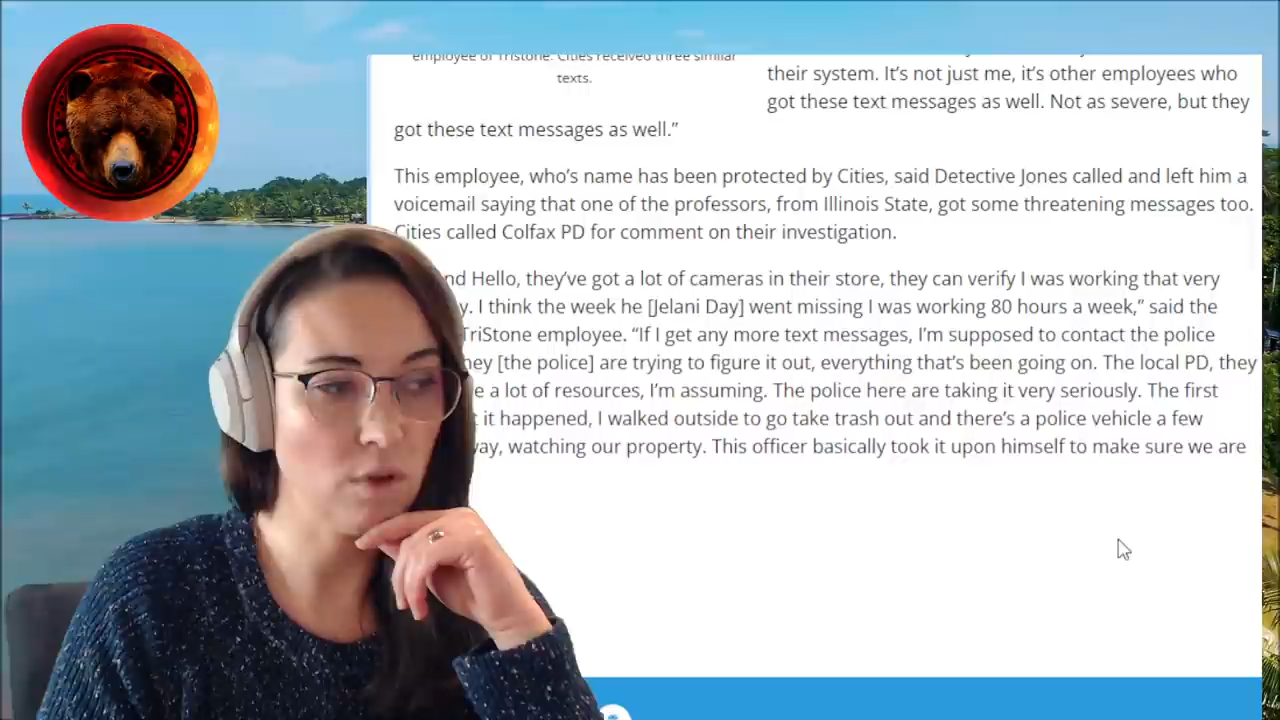 employee of Tristone. Cities received three similar
texts.
their system. It's not just me, it's other employees who
got these text messages as well. Not as severe, but they
got these text messages as well.”
This employee, who’s name has been protected by Cities, said Detective Jones called and left him a
voicemail saying that one of the professors, from Illinois State, got some threatening messages too.
Cities called Colfax PD for comment on their investigation.
nd Hello, they’ve got a lot of cameras in their store, they can verify I was working that very
y. I think the week he [Jelani Day] went missing I was working 80 hours a week,” said the
TriStone employee. “If I get any more text messages, I’m supposed to contact the police
ey [the police] are trying to figure it out, everything that’s been going on. The local PD, they
e a lot of resources, I’m assuming. The police here are taking it very seriously. The first
t it happened, I walked outside to go take trash out and there’s a police vehicle a few
ay, watching our property. This officer basically took it upon himself to make sure we are